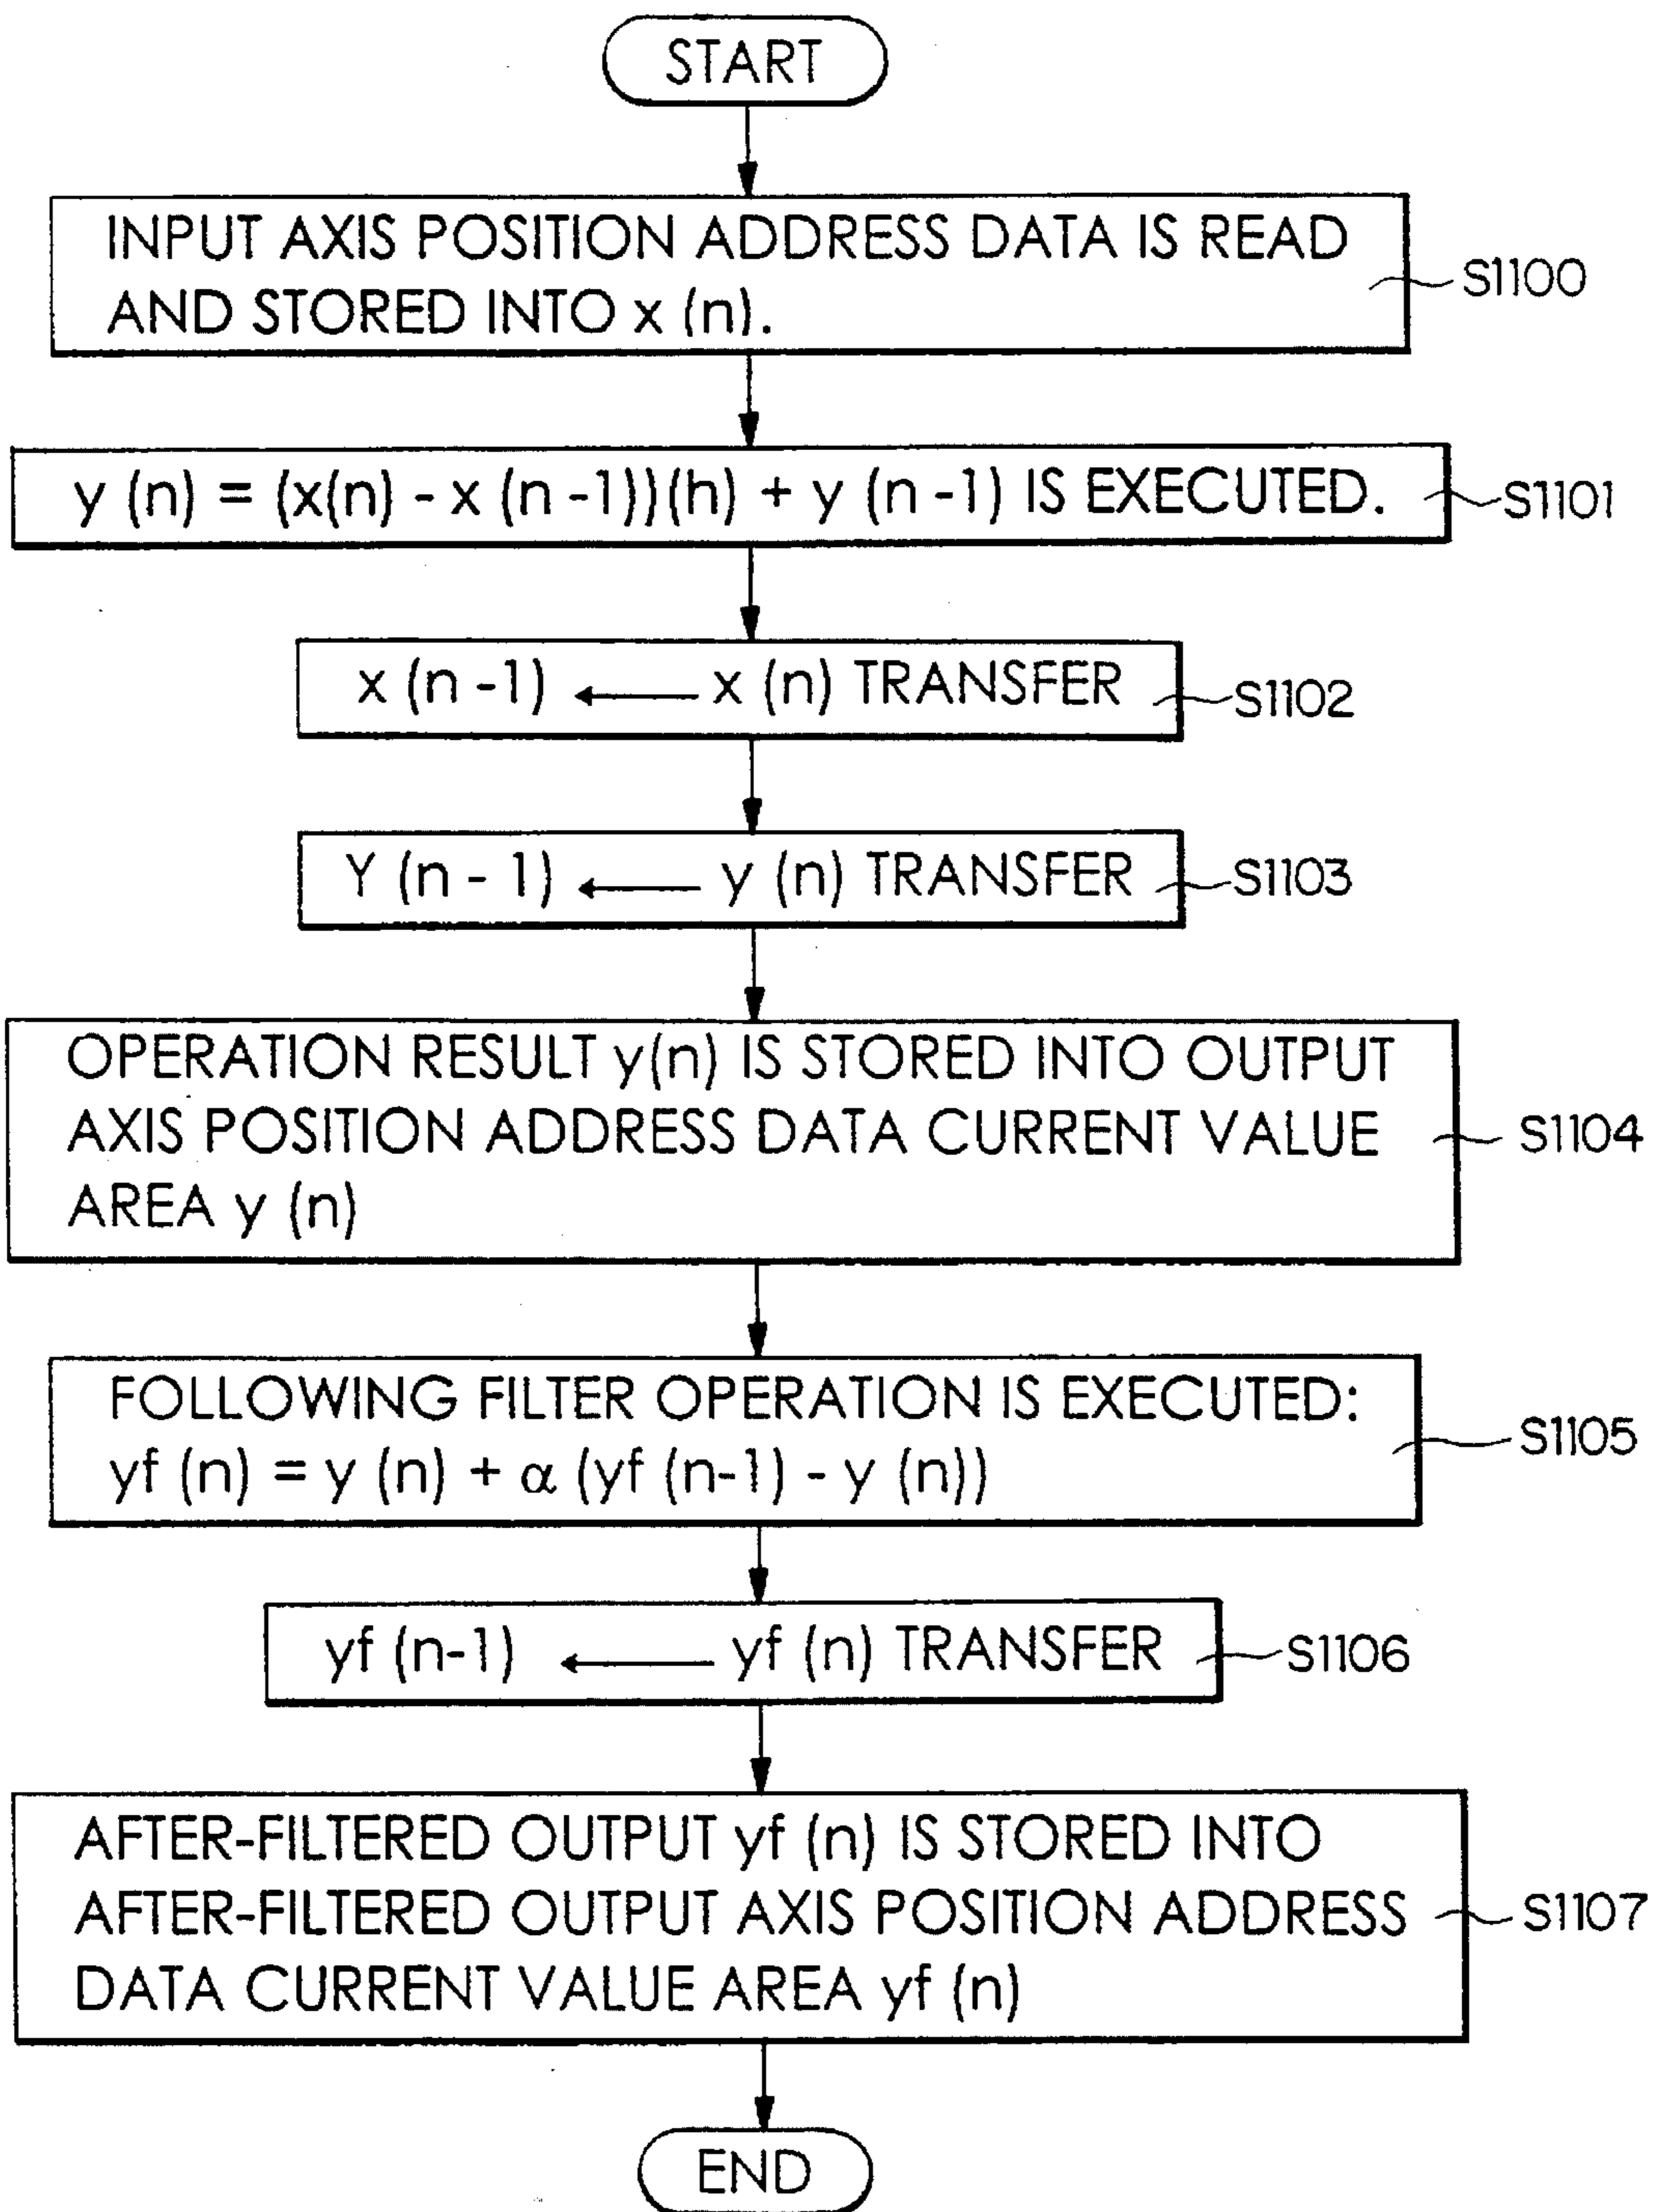 START
INPUT AXIS POSITION ADDRESS DATA IS READ
AND STORED INTO x (n).
S1100
y (n) = (x(n) - x (n -1))(h) + y (n -1) IS EXECUTED.
S1101
x (n -1) ← x (n) TRANSFER
S1102
Y (n - 1) ← y (n) TRANSFER
S1103
OPERATION RESULT y(n) IS STORED INTO OUTPUT
AXIS POSITION ADDRESS DATA CURRENT VALUE
AREA y (n)
S1104
FOLLOWING FILTER OPERATION IS EXECUTED:
yf (n) = y (n) + α (yf (n-1) - y (n))
S1105
yf (n-1) ← yf (n) TRANSFER
S1106
AFTER-FILTERED OUTPUT yf (n) IS STORED INTO
AFTER-FILTERED OUTPUT AXIS POSITION ADDRESS
DATA CURRENT VALUE AREA yf (n)
S1107
END